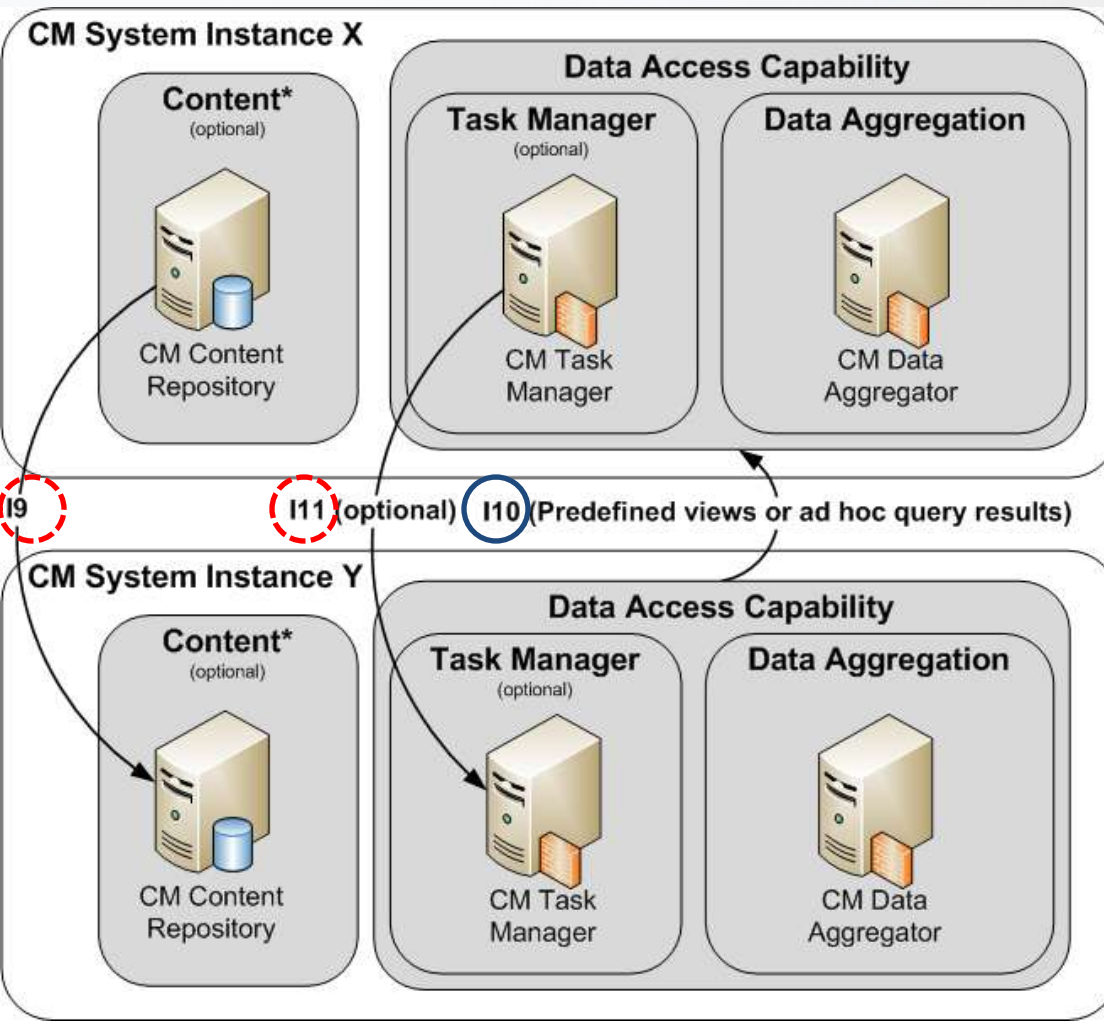 CM System Instance X
Data Access Capability
Content*
(optional)
Task Manager
(optional)
Data Aggregation
CM Content
Repository
CM Task
Manager
CM Data
Aggregator
I9
I11 (optional)
I10 (Predefined views or ad hoc query results)
CM System Instance Y
Data Access Capability
Content*
(optional)
Task Manager
(optional)
Data Aggregation
CM Content
Repository
CM Task
Manager
CM Data
Aggregator